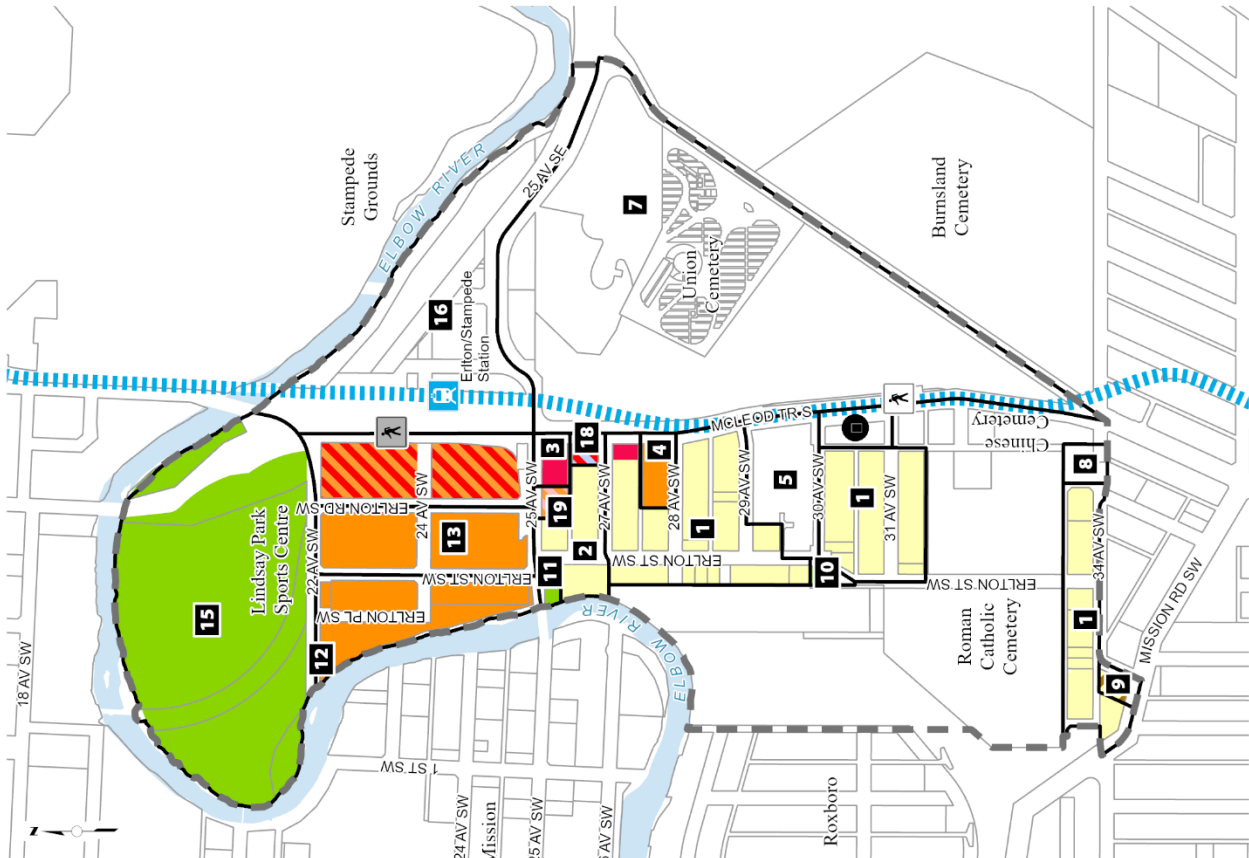 18 AV SW
Lindsay Park
Sports Centre
15
Stampede
Grounds
ELBOW RIVER
25 AV SE
22 AV SW
12
ERLTON PL SW
ERLTON ST SW
ERLTON RD SW
24 AV SW
13
16
Erlton/Stampede
Station
1 ST SW
24 AV SW
Mission
25 AV SW
AV SW
N
7
Union
Cemetery
Burnsland
Cemetery
25 AV SW
3
18
19
11
2
27 AV SW
4
28 AV SW
1
ERLTON ST SW
29 AV SW
MCLEOD TR S
5
30 AV SW
10
1
31 AV SW
ELBOW RIVER
Chinese
Cemetery
Roman
Catholic
Cemetery
ERLTON ST SW
8
34 AV SW
1
9
MISSION RD SW
Roxboro